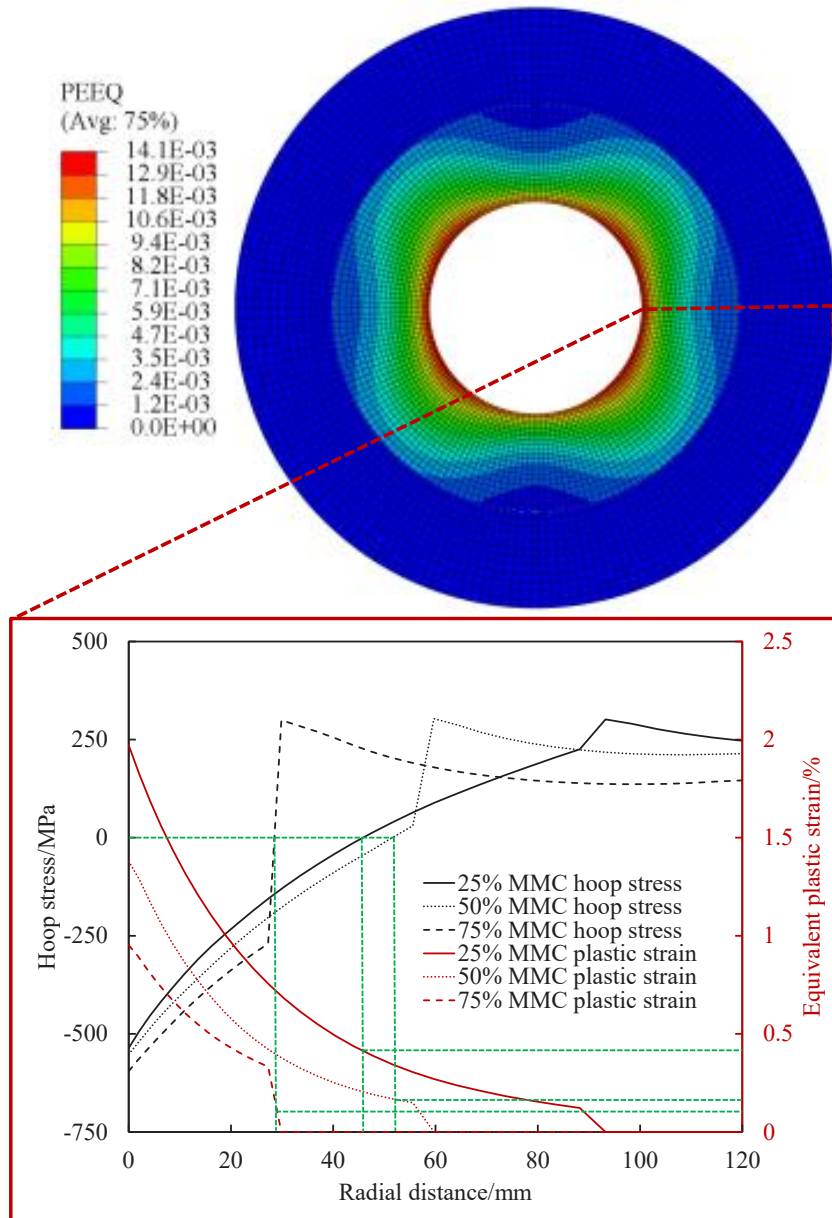 PEEQ
(Avg: 75%)
14.1E-03
12.9E-03
11.8E-03
10.6E-03
9.4E-03
8.2E-03
7.1E-03
5.9E-03
4.7E-03
3.5E-03
2.4E-03
1.2E-03
0.0E+00
500
250
0
-250
-500
-750
Hoop stress/MPa
2.5
2
1.5
1
0.5
0
Equivalent plastic strain/%
25% MMC hoop stress
50% MMC hoop stress
75% MMC hoop stress
25% MMC plastic strain
50% MMC plastic strain
75% MMC plastic strain
0 20 40 60 80 100 120
Radial distance/mm